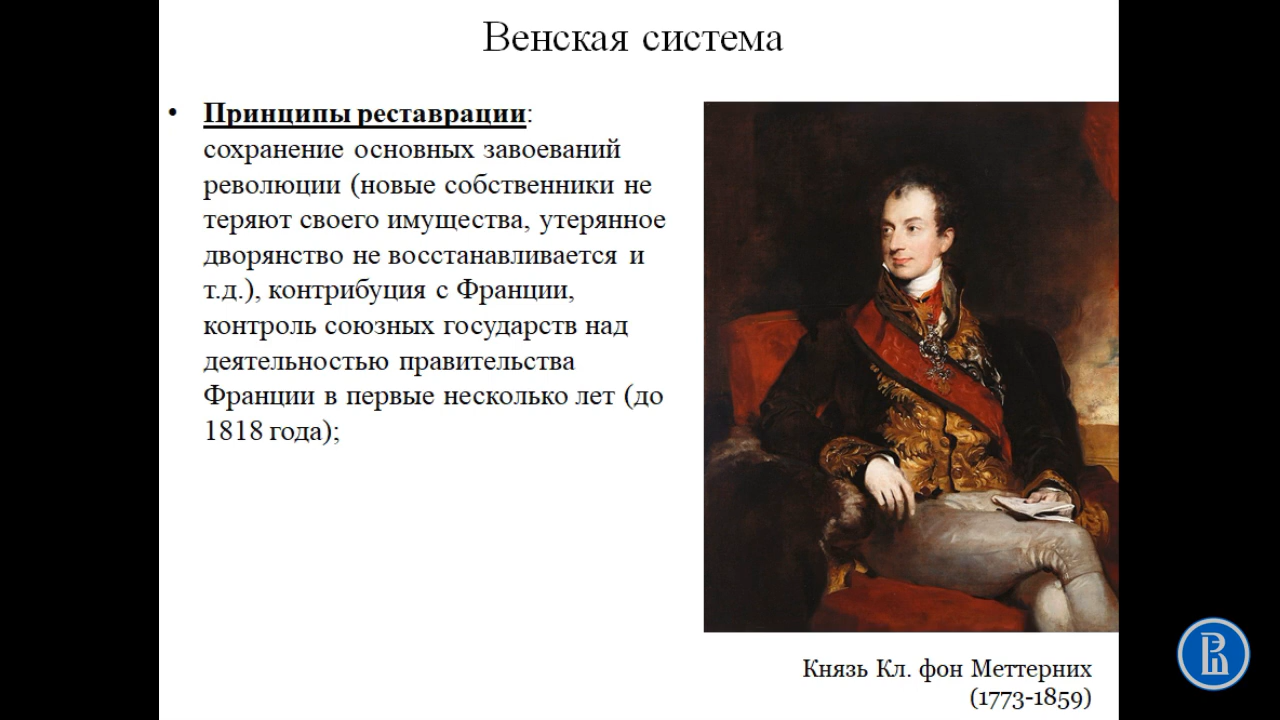 Венская система
• Принципы реставрации:
сохранение основных завоеваний
революции (новые собственники не
теряют своего имущества, утерянное
дворянство не восстанавливается и
т.д.), контрибуция с Франции,
контроль союзных государств над
деятельностью правительства
Франции в первые несколько лет (до
1818 года);
Князь Кл. фон Меттерних
(1773-1859)